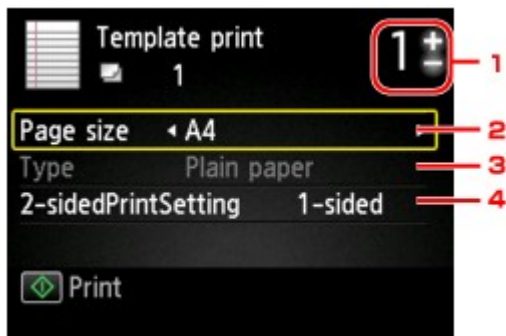 Template print
1
1 + −
1
Page size A4
2
Type Plain paper
3
2-sidedPrintSetting 1-sided
4
Print